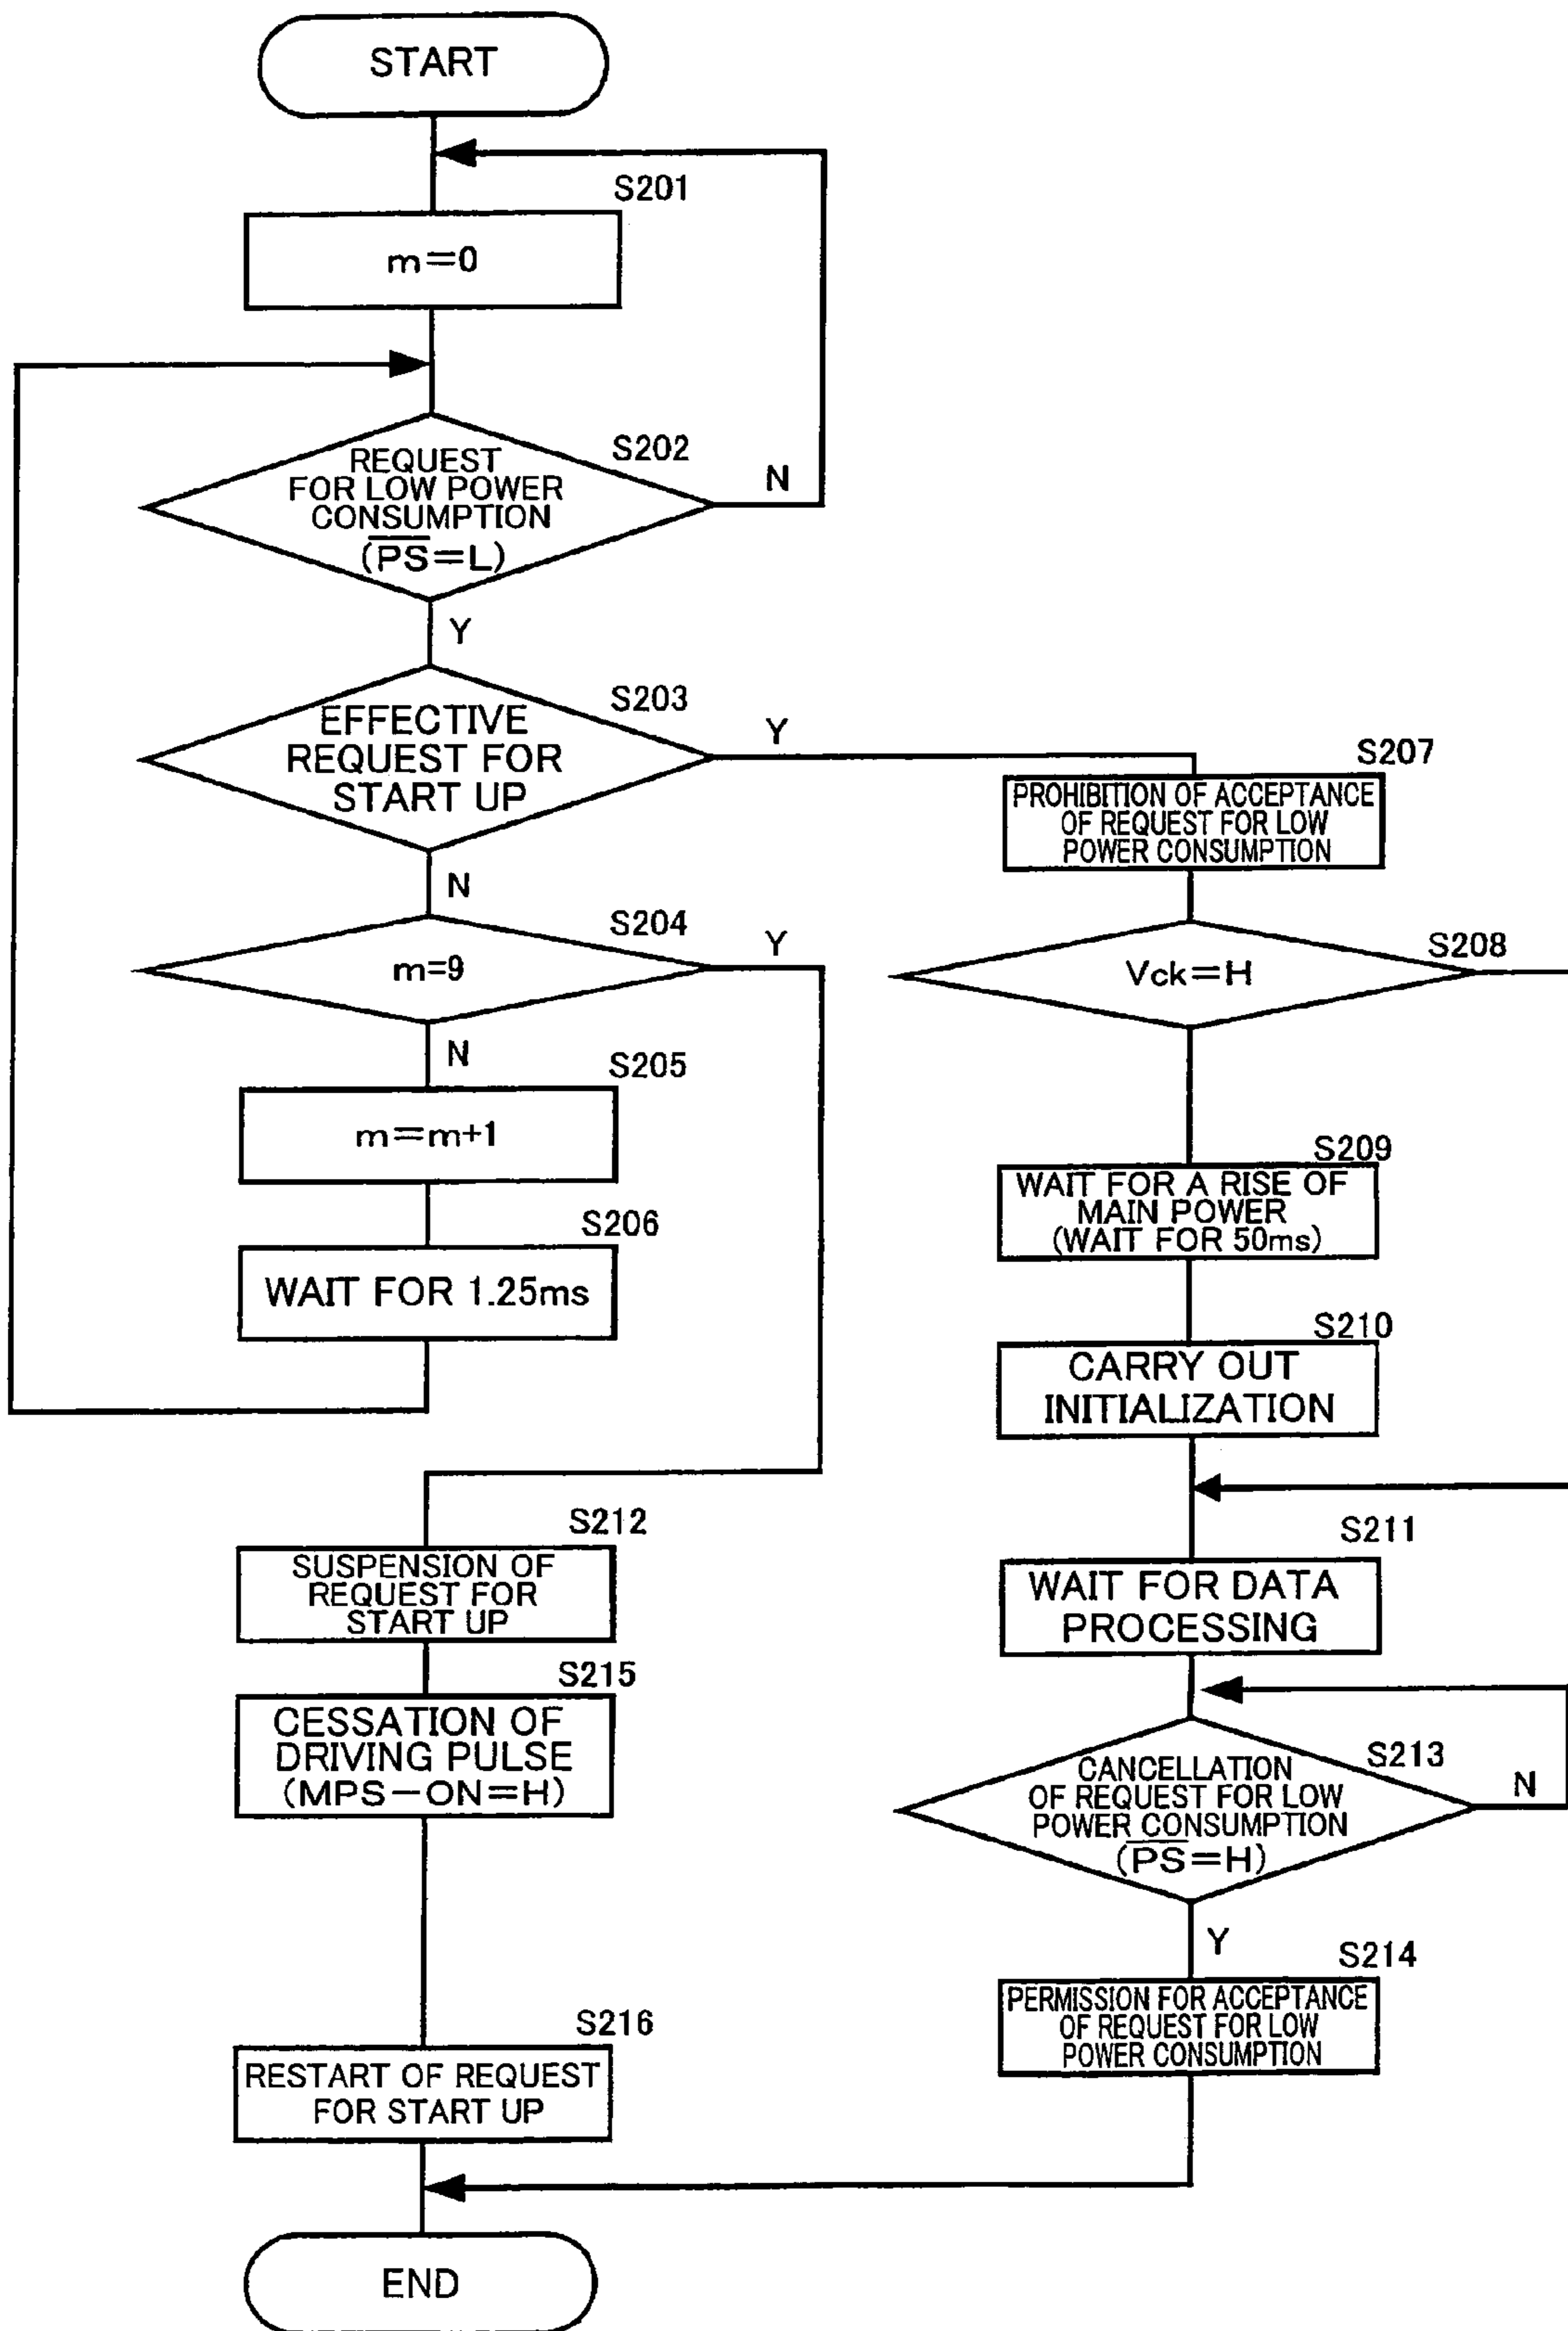 START
S201
m=0
S202
REQUEST
FOR LOW POWER
CONSUMPTION
(P̅S̅=L)
N
Y
S203
EFFECTIVE
REQUEST FOR
START UP
Y
N
S204
m=9
Y
N
S205
m=m+1
S206
WAIT FOR 1.25ms
S207
PROHIBITION OF ACCEPTANCE
OF REQUEST FOR LOW
POWER CONSUMPTION
S208
Vck=H
S209
WAIT FOR A RISE OF
MAIN POWER
(WAIT FOR 50ms)
S210
CARRY OUT
INITIALIZATION
S211
WAIT FOR DATA
PROCESSING
S212
SUSPENSION OF
REQUEST FOR
START UP
S215
CESSATION OF
DRIVING PULSE
(MPS-ON=H)
S213
CANCELLATION
OF REQUEST FOR LOW
POWER CONSUMPTION
(P̅S̅=H)
N
Y
S214
PERMISSION FOR ACCEPTANCE
OF REQUEST FOR LOW
POWER CONSUMPTION
S216
RESTART OF REQUEST
FOR START UP
END